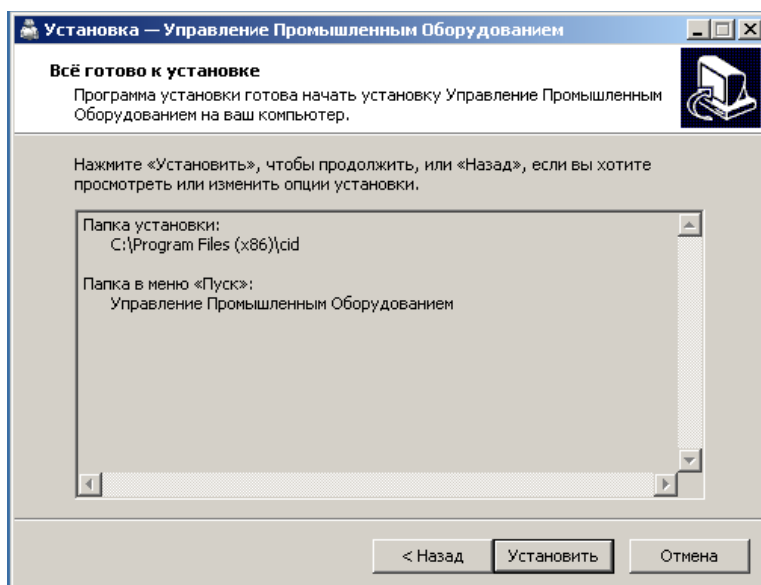 Установка — Управление Промышленным Оборудованием
Всё готово к установке
Программа установки готова начать установку Управление Промышленным
Оборудованием на ваш компьютер.
Нажмите «Установить», чтобы продолжить, или «Назад», если вы хотите
просмотреть или изменить опции установки.
Папка установки:
C:\Program Files (x86)\cid
Папка в меню «Пуск»:
Управление Промышленным Оборудованием
< Назад
Установить
Отмена